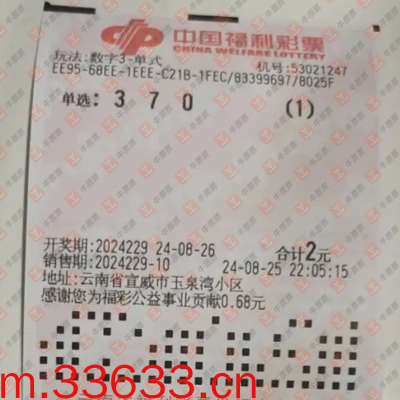 中国福利彩票
CHINA WELFARE LOTTERY
玩法:数字3-单式 机号:53021247
EE95-68EE-1EEE-C21B-1FEC/83399697/8025F
单选: 3 7 0 (1)
开奖期:2024229 24-08-26 合计2元
销售期:2024229-10 24-08-25 22:05:15
地址:云南省宣威市玉泉湾小区
感谢您为福彩公益事业贡献0.68元
m.33633.cn